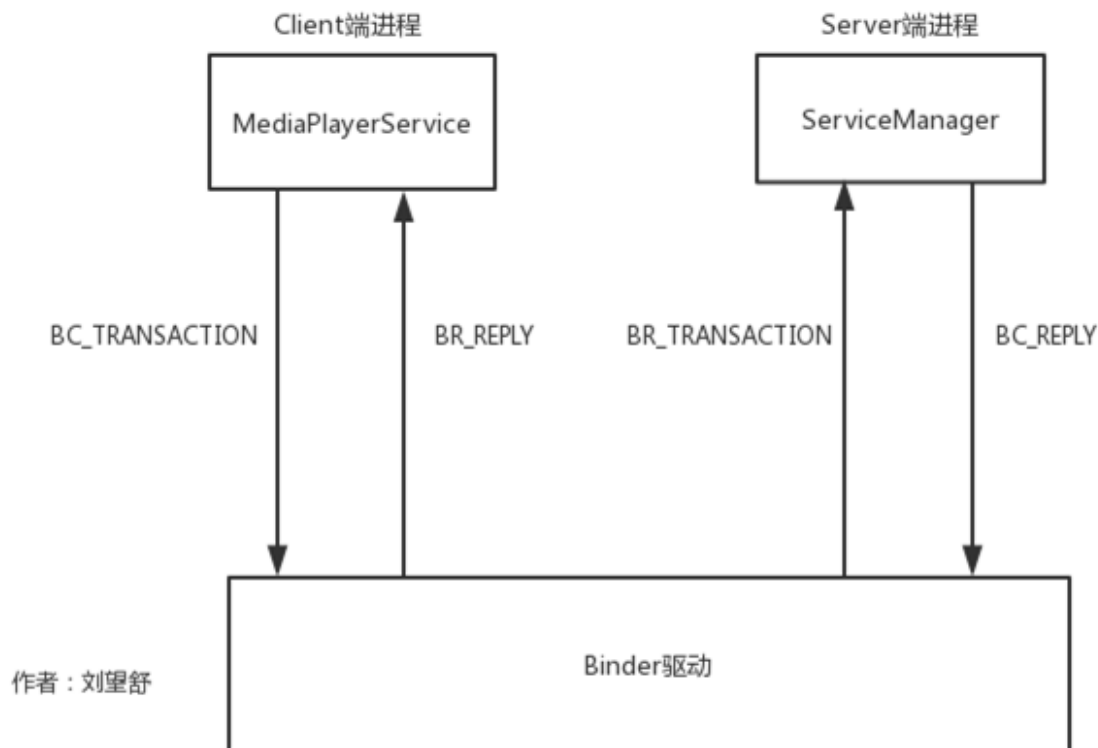 Client端进程
Server端进程
MediaPlayerService
ServiceManager
BC_TRANSACTION
BR_REPLY
BR_TRANSACTION
BC_REPLY
Binder驱动
作者：刘望舒